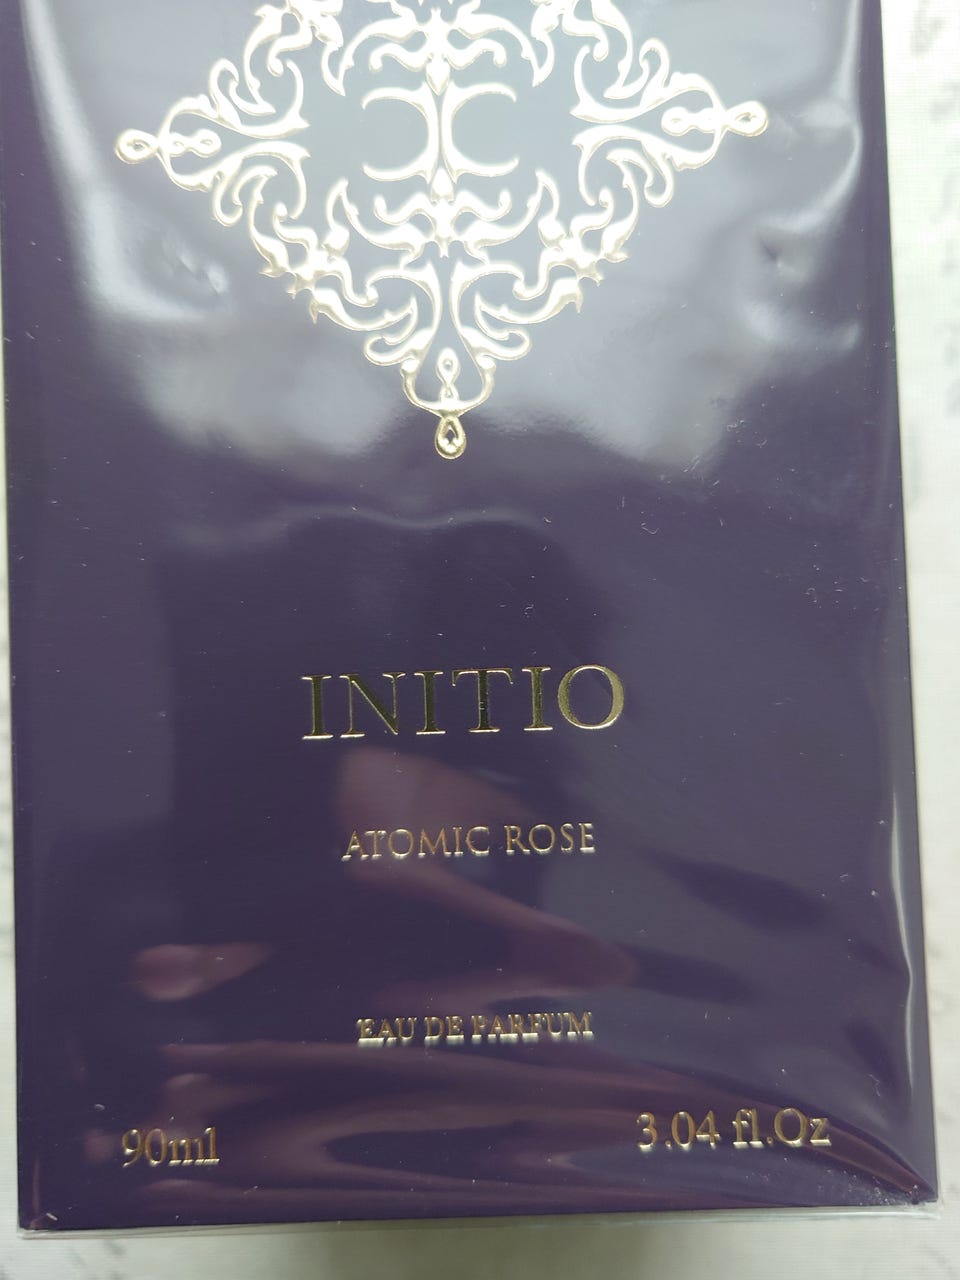 INITIO
ATOMIC ROSE
EAU DE PARFUM
90ml 3.04 fl.Oz